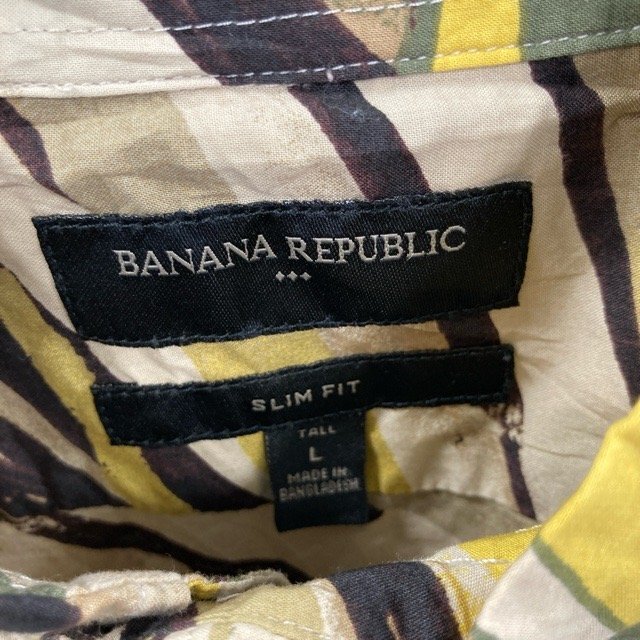 BANANA REPUBLIC
SLIM FIT
TALL
L
MADE IN
BANGLADESH